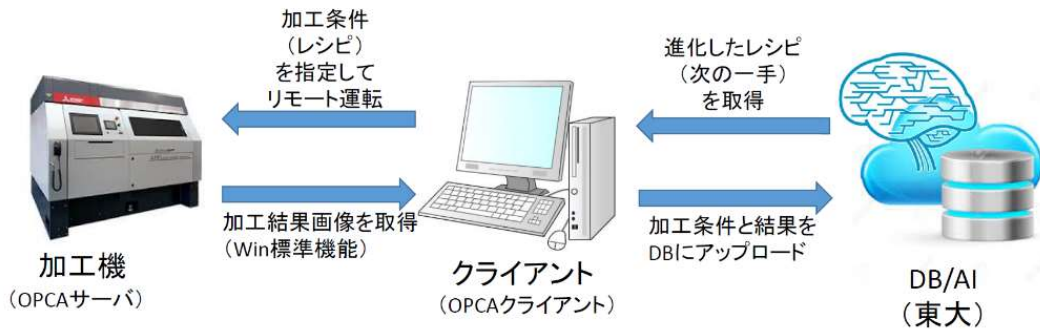 加工条件
（レシピ）
を指定して
リモート運転
進化したレシピ
（次の一手）
を取得
加工結果画像を取得
（Win標準機能）
加工条件と結果を
DBにアップロード
加工機
（OPCAサーバ）
クライアント
（OPCAクライアント）
DB/AI
（東大）